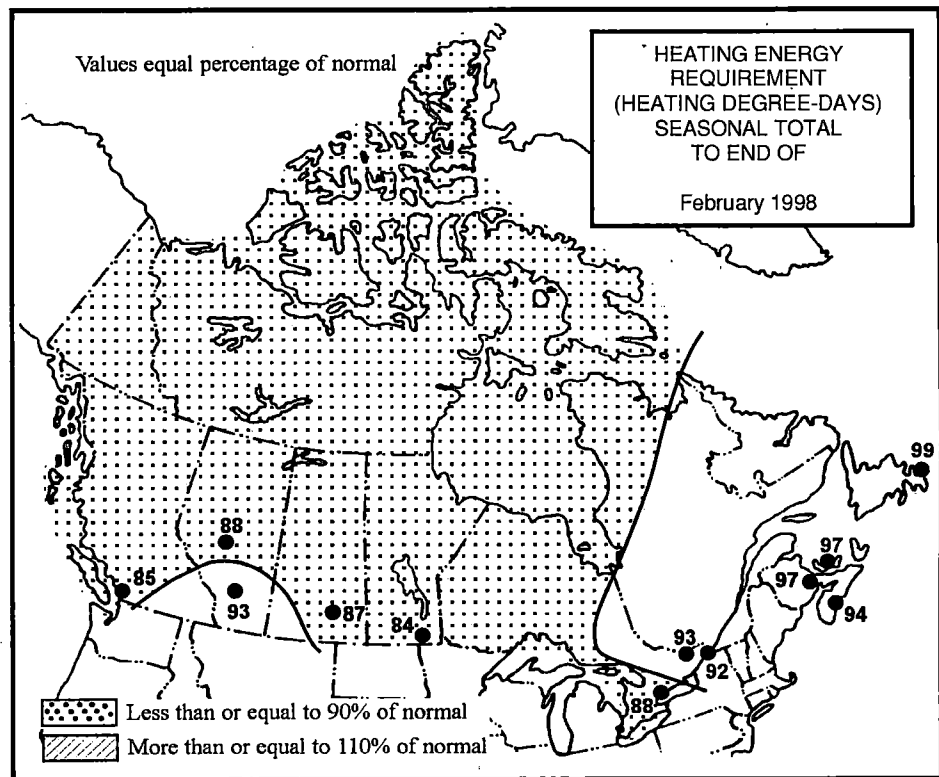 Values equal percentage of normal
HEATING ENERGY
REQUIREMENT
(HEATING DEGREE-DAYS)
SEASONAL TOTAL
TO END OF
February 1998
99
88
97
85
93
97
87
84
94
93
92
88
Less than or equal to 90% of normal
More than or equal to 110% of normal